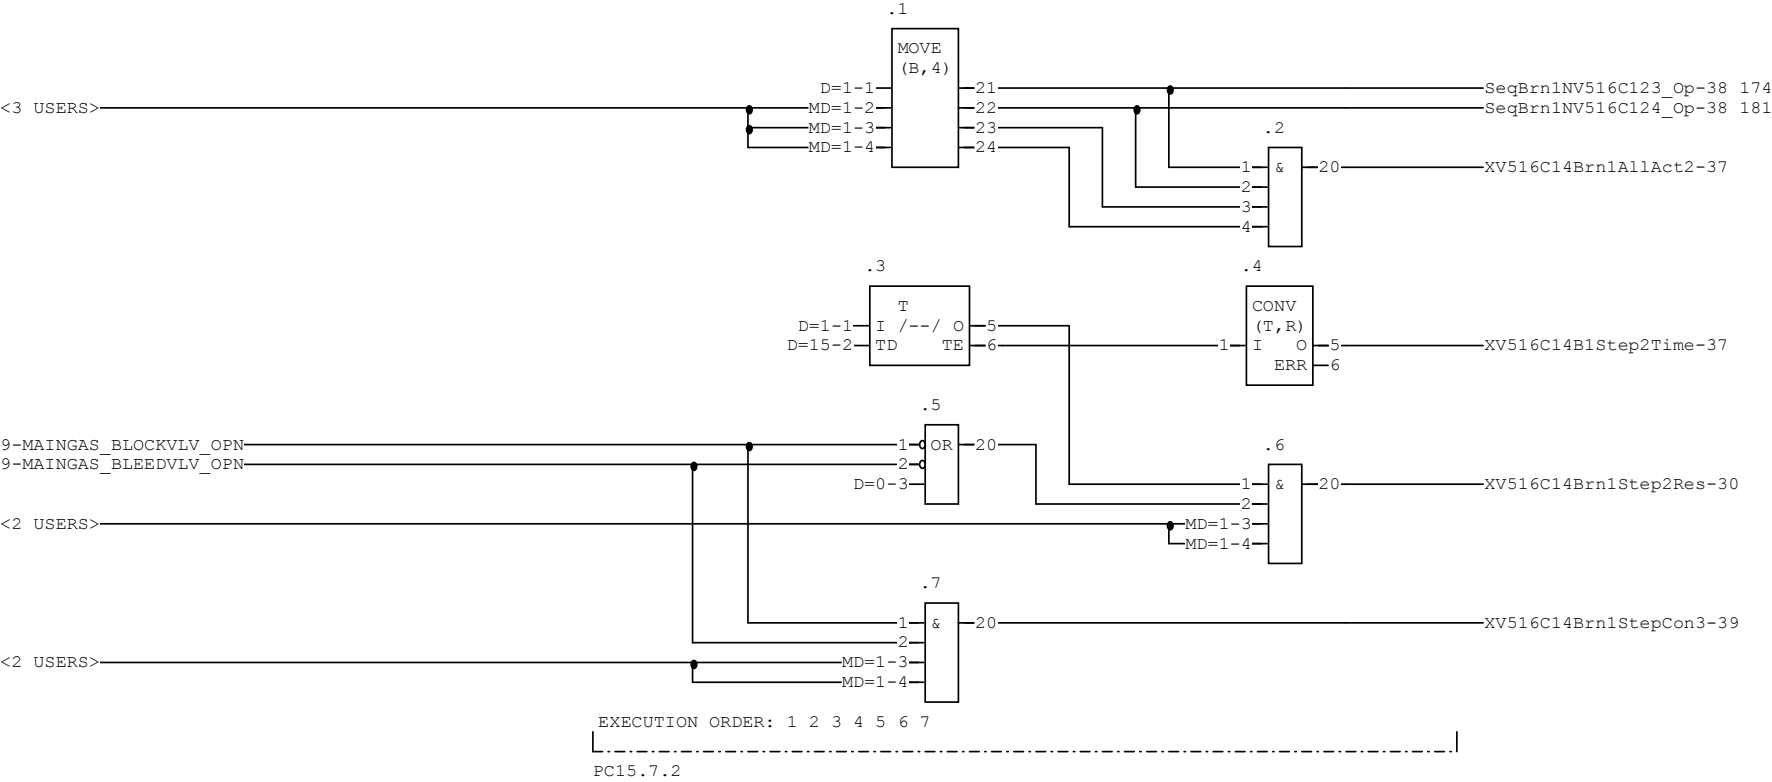 .1
MOVE
(B,4)
D=1-1 21 SeqBrn1NV516C123_Op-38 174
<3 USERS> MD=1-2 22 SeqBrn1NV516C124_Op-38 181
MD=1-3 23
.2
MD=1-4 24
1 & 20 XV516C14Brn1AllAct2-37
2
3
4
.3 .4
T CONV
D=1-1 I /--/ O 5 (T,R)
D=15-2 TD TE 6 1 I O 5 XV516C14B1Step2Time-37
ERR 6
.5
9-MAINGAS_BLOCKVLV_OPN 1 OR 20 .6
9-MAINGAS_BLEEDVLV_OPN 2
D=0-3 1 & 20 XV516C14Brn1Step2Res-30
2
<2 USERS> MD=1-3
MD=1-4
.7
1 & 20 XV516C14Brn1StepCon3-39
2
<2 USERS> MD=1-3
MD=1-4
EXECUTION ORDER: 1 2 3 4 5 6 7
PC15.7.2